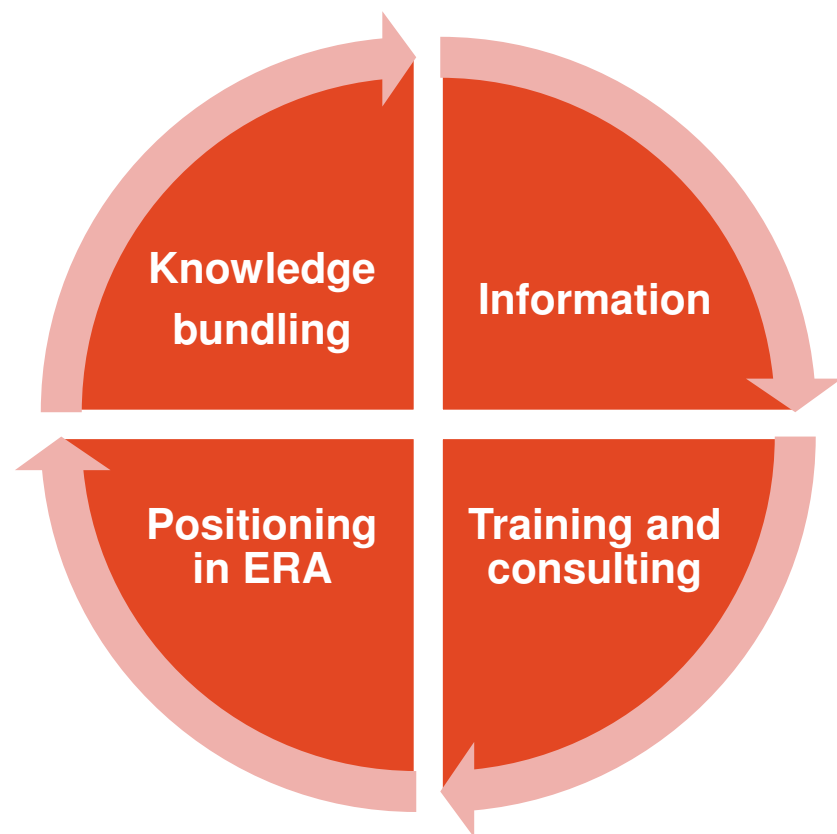 Knowledge
bundling
Information
Positioning
in ERA
Training and
consulting